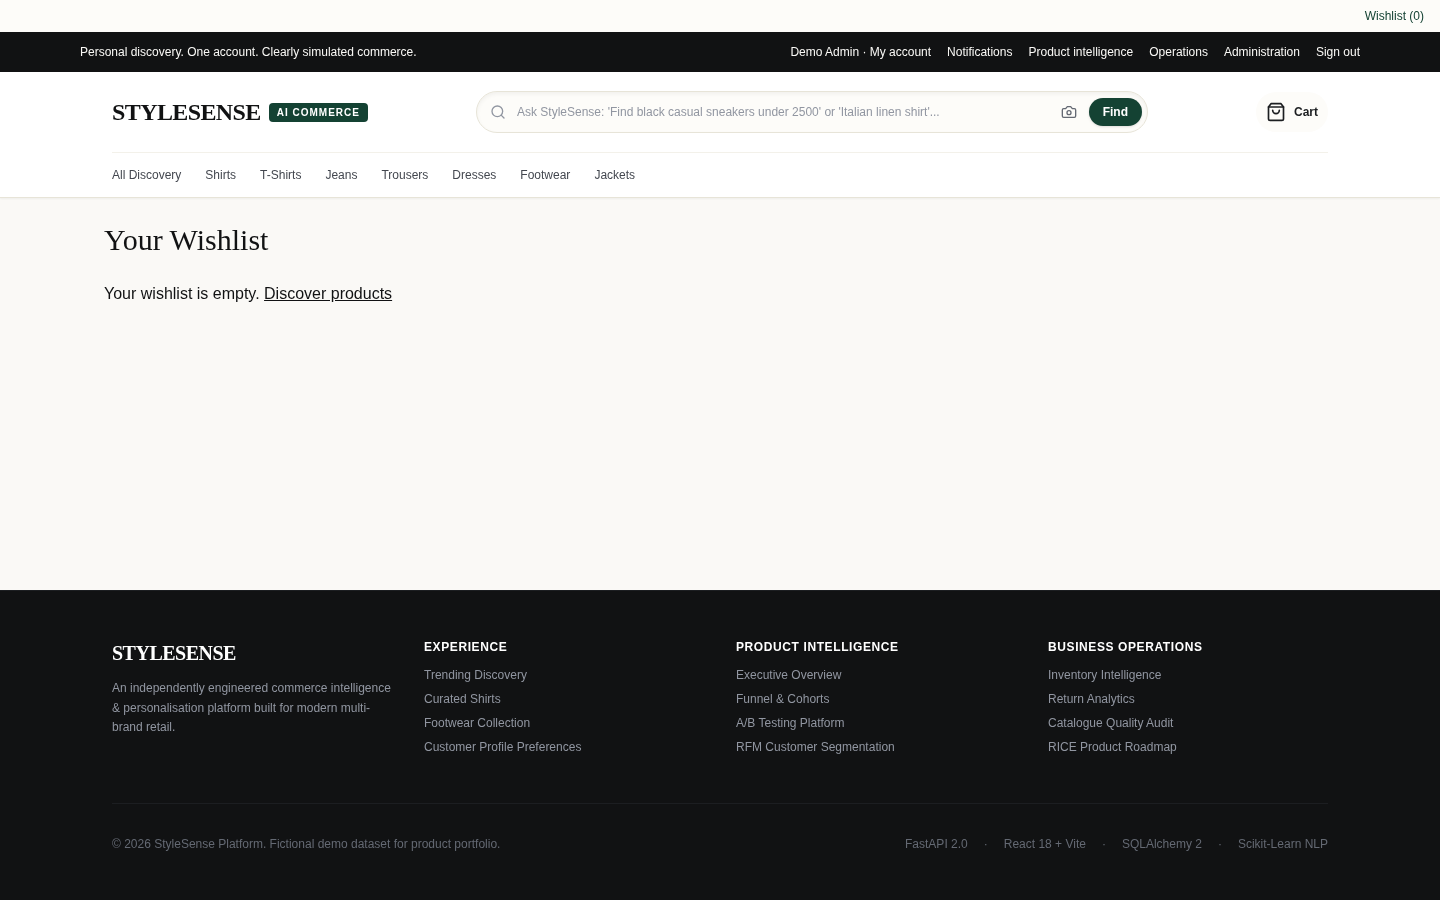 Wishlist (0)
Personal discovery. One account. Clearly simulated commerce.
Demo Admin · My account
Notifications
Product intelligence
Operations
Administration
Sign out
STYLESENSE
AI COMMERCE
Ask StyleSense: 'Find black casual sneakers under 2500' or 'Italian linen shirt'...
Find
Cart
All Discovery
Shirts
T-Shirts
Jeans
Trousers
Dresses
Footwear
Jackets
Your Wishlist
Your wishlist is empty. Discover products
STYLESENSE
An independently engineered commerce intelligence
& personalisation platform built for modern multi-
brand retail.
EXPERIENCE
Trending Discovery
Curated Shirts
Footwear Collection
Customer Profile Preferences
PRODUCT INTELLIGENCE
Executive Overview
Funnel & Cohorts
A/B Testing Platform
RFM Customer Segmentation
BUSINESS OPERATIONS
Inventory Intelligence
Return Analytics
Catalogue Quality Audit
RICE Product Roadmap
© 2026 StyleSense Platform. Fictional demo dataset for product portfolio.
FastAPI 2.0 · React 18 + Vite · SQLAlchemy 2 · Scikit-Learn NLP